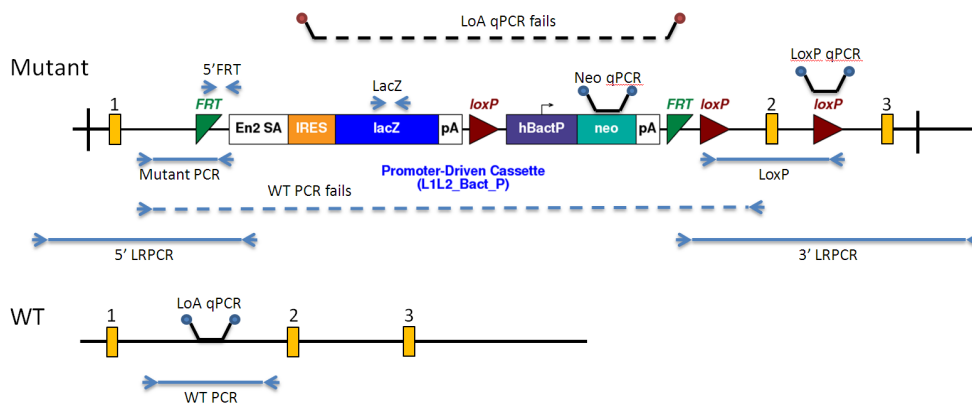 LoA qPCR fails
Mutant
5'FRT
LacZ
Neo qPCR
LoxP qPCR
1
FRT
loxP
FRT
loxP
2
loxP
3
En2 SA
IRES
lacZ
pA
hBactP
neo
pA
Mutant PCR
Promoter-Driven Cassette
(L1L2_Bact_P)
LoxP
WT PCR fails
5' LRPCR
3' LRPCR
WT
LoA qPCR
1
2
3
WT PCR